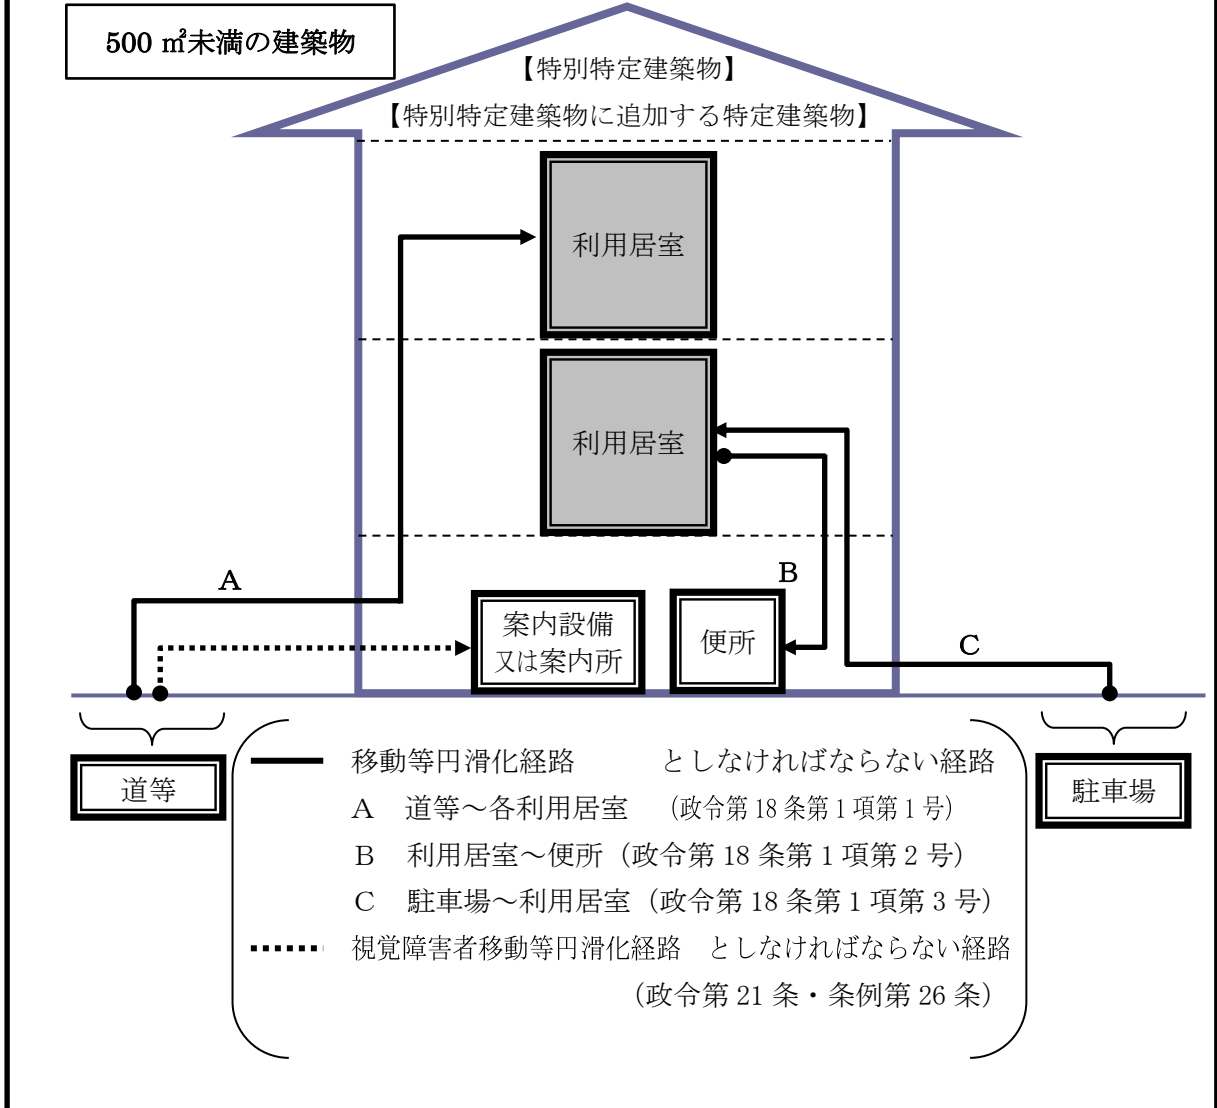 500 ㎡未満の建築物
【特別特定建築物】
【特別特定建築物に追加する特定建築物】
利用居室
利用居室
A
B
C
案内設備
又は案内所
便所
道等
駐車場
移動等円滑化経路 としなければならない経路
A 道等～各利用居室 (政令第 18 条第 1 項第 1 号)
B 利用居室～便所（政令第 18 条第 1 項第 2 号）
C 駐車場～利用居室（政令第 18 条第 1 項第 3 号）
視覚障害者移動等円滑化経路 としなければならない経路
（政令第 21 条・条例第 26 条）